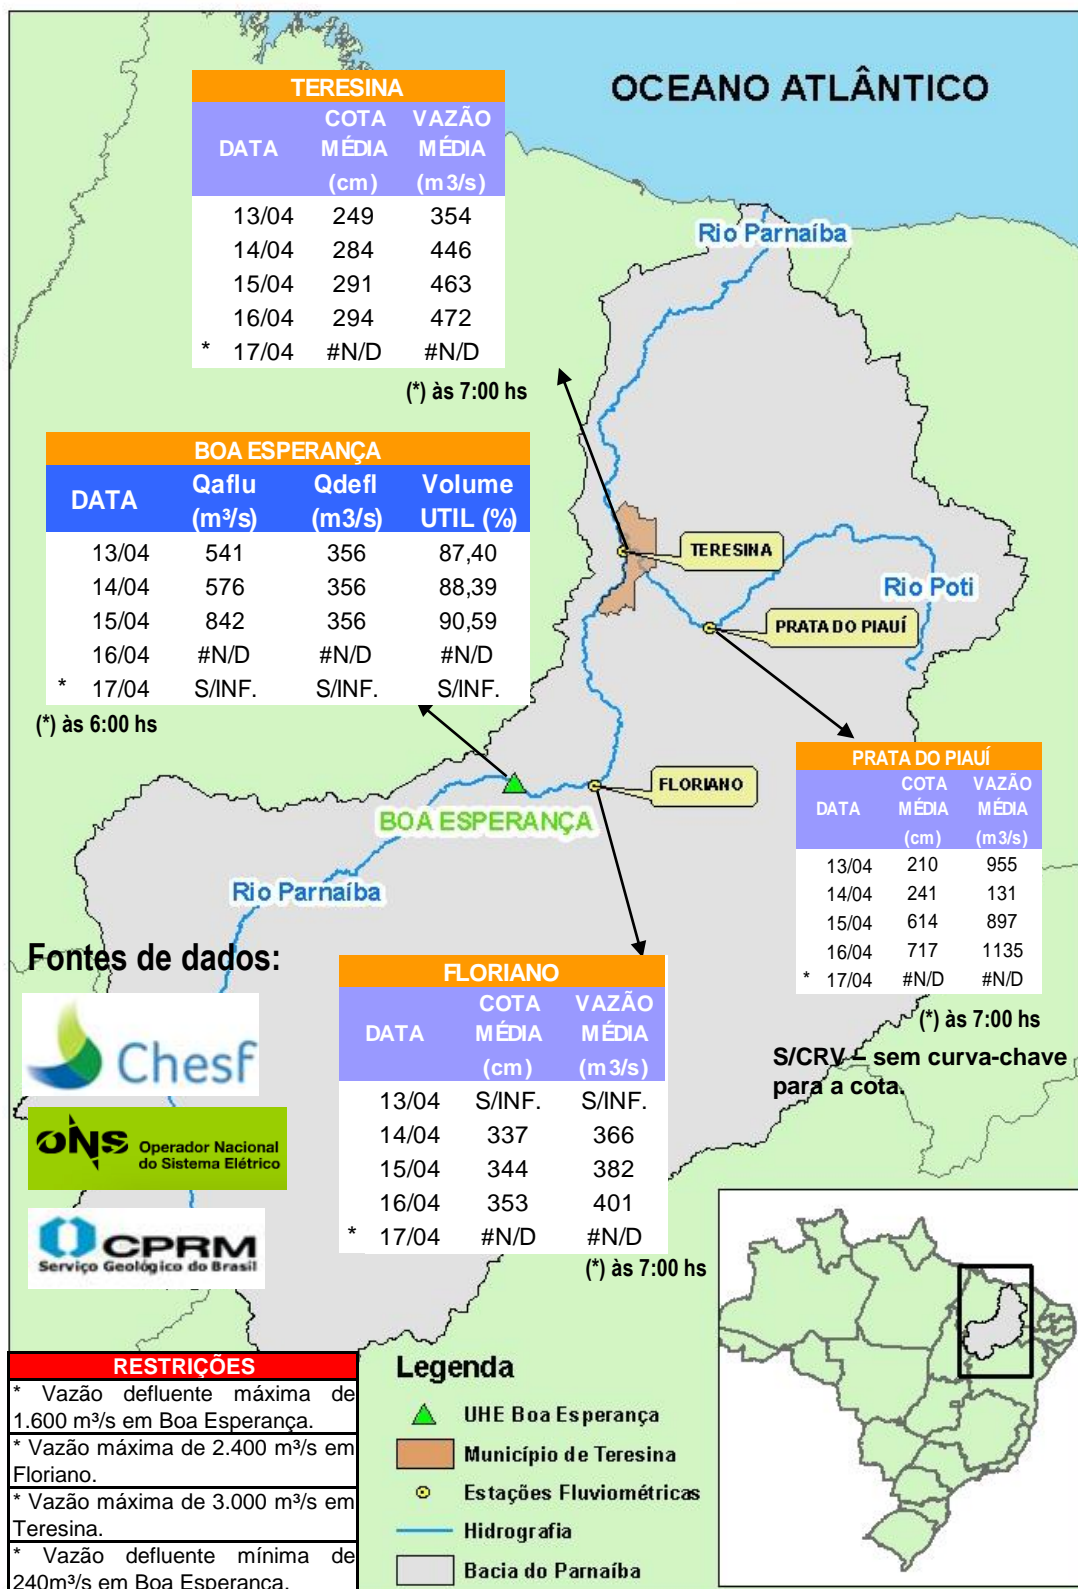 OCEANO ATLÂNTICO
TERESINA
DATA COTA MÉDIA (cm) VAZÃO MÉDIA (m3/s)
13/04 249 354
14/04 284 446
15/04 291 463
16/04 294 472
* 17/04 #N/D #N/D
(*) às 7:00 hs
Rio Parnaíba
BOA ESPERANÇA
DATA Qaflu (m³/s) Qdefl (m3/s) Volume UTIL (%)
13/04 541 356 87,40
14/04 576 356 88,39
15/04 842 356 90,59
16/04 #N/D #N/D #N/D
* 17/04 S/INF. S/INF. S/INF.
(*) às 6:00 hs
TERESINA
Rio Poti
PRATA DO PIAUÍ
FLORIANO
BOA ESPERANÇA
Rio Parnaíba
PRATA DO PIAUÍ
DATA COTA MÉDIA (cm) VAZÃO MÉDIA (m3/s)
13/04 210 955
14/04 241 131
15/04 614 897
16/04 717 1135
* 17/04 #N/D #N/D
(*) às 7:00 hs
S/CRV – sem curva-chave
para a cota.
Fontes de dados:
Chesf
ONS Operador Nacional
do Sistema Elétrico
CPRM
Serviço Geológico do Brasil
FLORIANO
DATA COTA MÉDIA (cm) VAZÃO MÉDIA (m3/s)
13/04 S/INF. S/INF.
14/04 337 366
15/04 344 382
16/04 353 401
* 17/04 #N/D #N/D
(*) às 7:00 hs
RESTRIÇÕES
* Vazão defluente máxima de
1.600 m³/s em Boa Esperança.
* Vazão máxima de 2.400 m³/s em
Floriano.
* Vazão máxima de 3.000 m³/s em
Teresina.
* Vazão defluente mínima de
240m³/s em Boa Esperança.
Legenda
UHE Boa Esperança
Município de Teresina
Estações Fluviométricas
Hidrografia
Bacia do Parnaíba